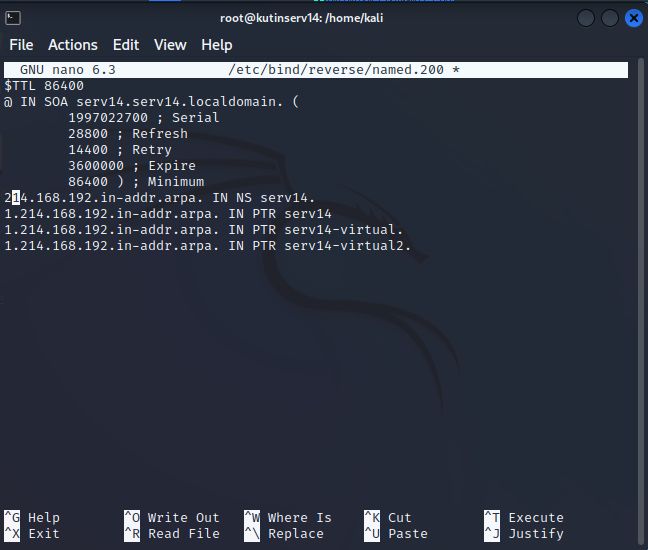 root@kutinserv14: /home/kali
File Actions Edit View Help
GNU nano 6.3 /etc/bind/reverse/named.200 *
$TTL 86400
@ IN SOA serv14.serv14.localdomain. (
1997022700 ; Serial
28800 ; Refresh
14400 ; Retry
3600000 ; Expire
86400 ) ; Minimum
214.168.192.in-addr.arpa. IN NS serv14.
1.214.168.192.in-addr.arpa. IN PTR serv14
1.214.168.192.in-addr.arpa. IN PTR serv14-virtual.
1.214.168.192.in-addr.arpa. IN PTR serv14-virtual2.
^G Help ^O Write Out ^W Where Is ^K Cut ^T Execute
^X Exit ^R Read File ^\ Replace ^U Paste ^J Justify